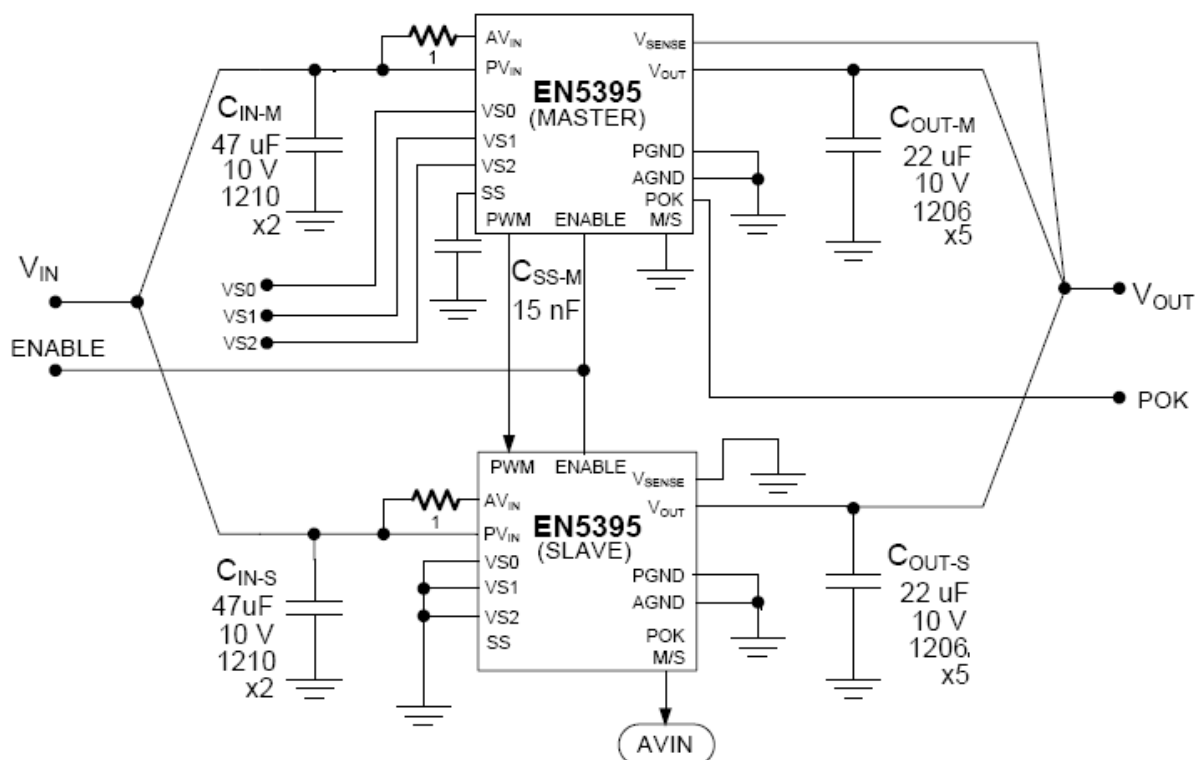 AVIN
PVIN
1
VS0
VS1
VS2
SS
PWM
ENABLE
M/S
EN5395
(MASTER)
VSENSE
VOUT
PGND
AGND
POK
CIN-M
47 uF
10 V
1210
x2
COUT-M
22 uF
10 V
1206
x5
CSS-M
15 nF
VIN
ENABLE
VS0
VS1
VS2
VOUT
POK
PWM
ENABLE
AVIN
PVIN
1
VS0
VS1
VS2
SS
EN5395
(SLAVE)
VSENSE
VOUT
PGND
AGND
POK
M/S
CIN-S
47uF
10 V
1210
x2
COUT-S
22 uF
10 V
1206
x5
AVIN